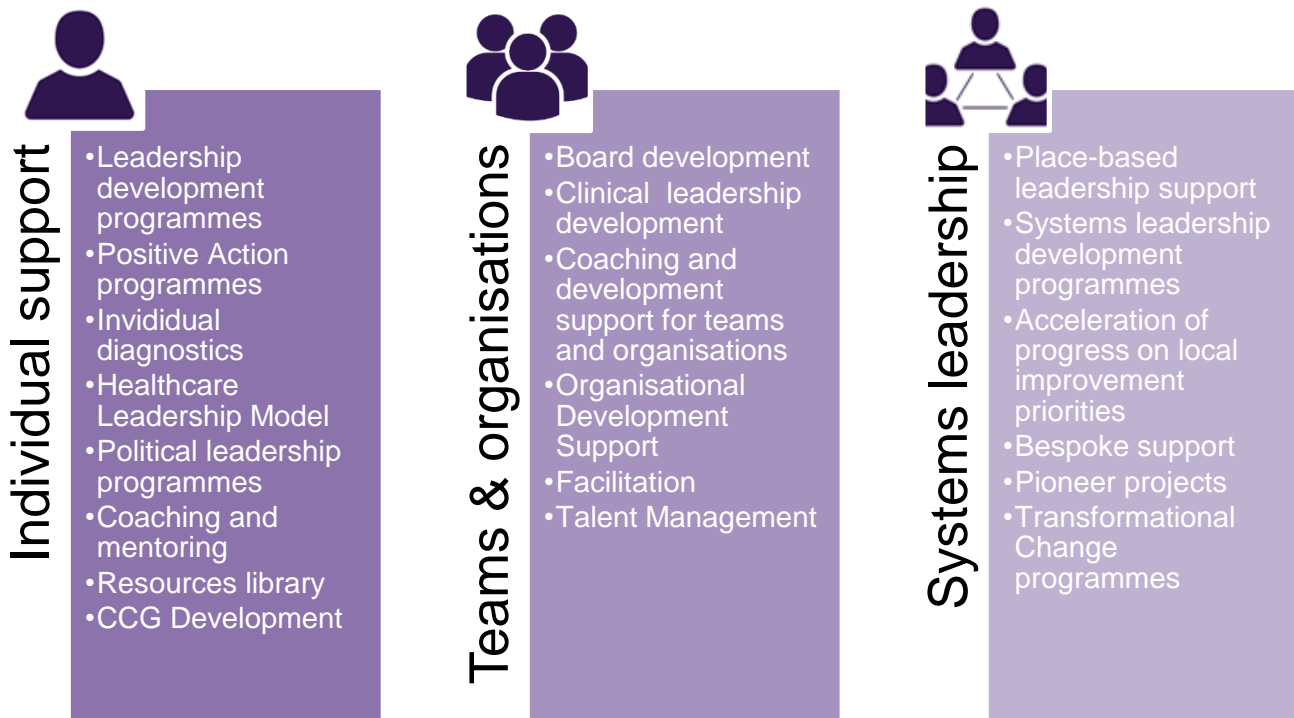 Individual support
•Leadership
development
programmes
•Positive Action
programmes
•Invididual
diagnostics
•Healthcare
Leadership Model
•Political leadership
programmes
•Coaching and
mentoring
•Resources library
•CCG Development
Teams & organisations
•Board development
•Clinical  leadership
development
•Coaching and
development
support for teams
and organisations
•Organisational
Development
Support
•Facilitation
•Talent Management
Systems leadership
•Place-based
leadership support
•Systems leadership
development
programmes
•Acceleration of
progress on local
improvement
priorities
•Bespoke support
•Pioneer projects
•Transformational
Change
programmes